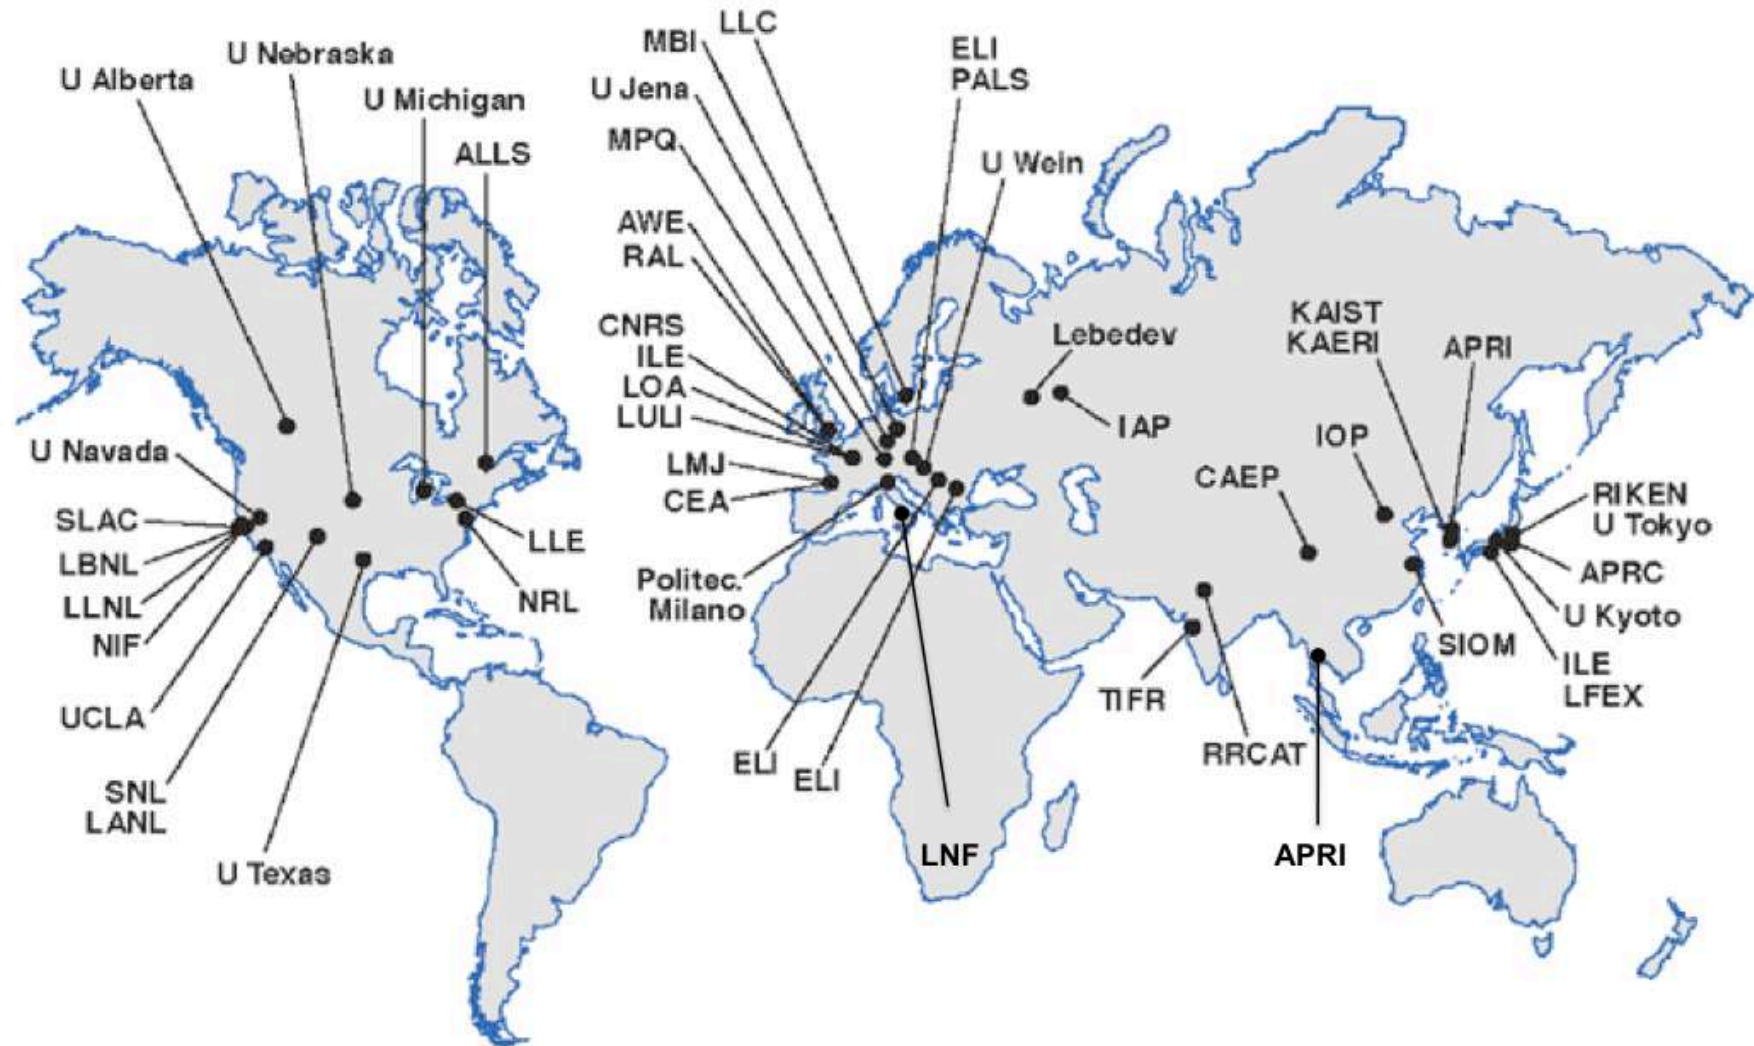 U Alberta
U Nebraska
U Michigan
ALLS
U Navada
SLAC
LBNL
LLNL
NIF
UCLA
SNL
LANL
U Texas
LLE
NRL
LLC
MBI
U Jena
MPQ
AWE
RAL
CNRS
ILE
LOA
LULI
LMJ
CEA
Politec.
Milano
ELI
PALS
U Wein
ELI
ELI
LNF
Lebedev
IAP
KAIST
KAERI
APRI
IOP
CAEP
RIKEN
U Tokyo
APRC
U Kyoto
ILE
LFEX
SIOM
TIFR
RRCAT
APRI